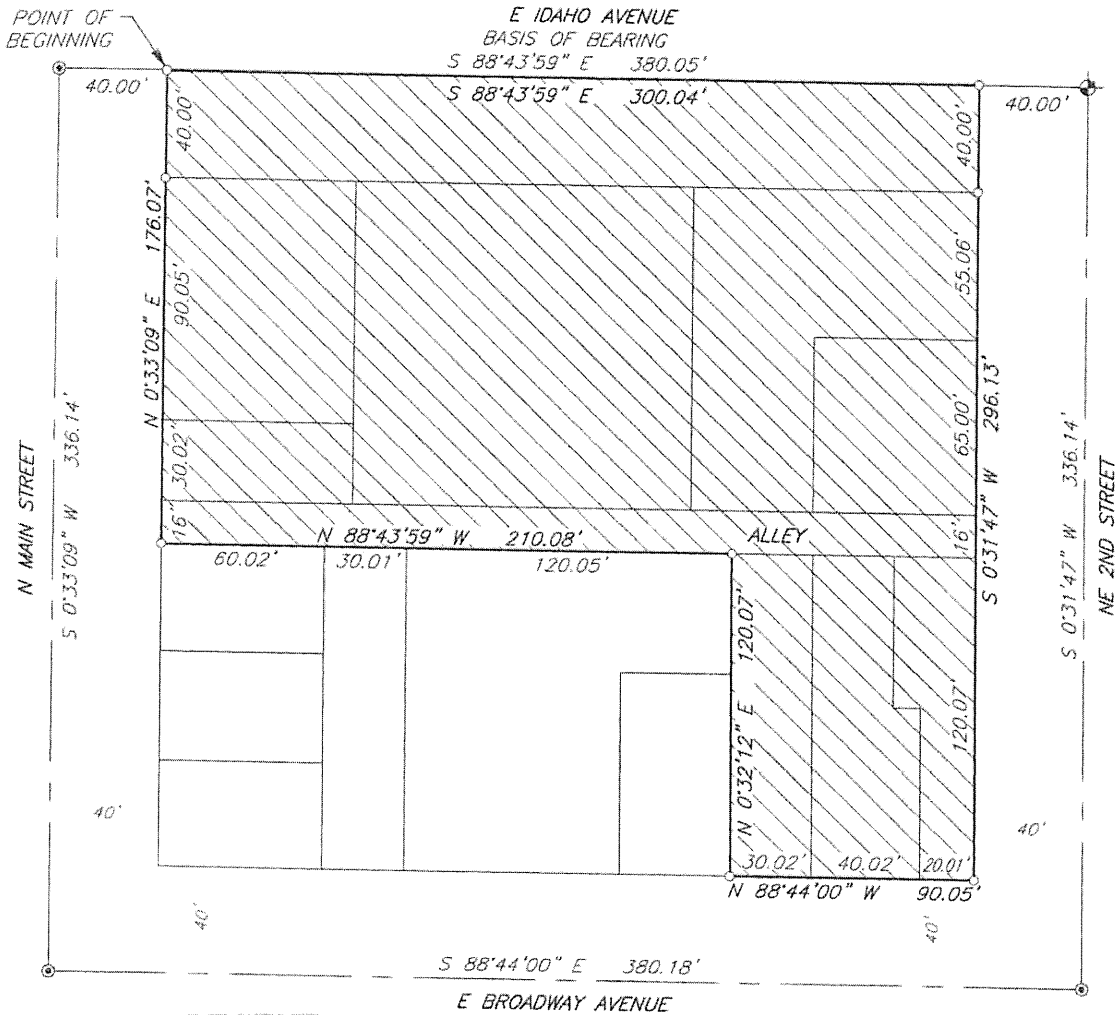 POINT OF
BEGINNING
E IDAHO AVENUE
BASIS OF BEARING
S 88°43'59" E 380.05'
40.00'
S 88°43'59" E 300.04'
40.00'
40.00'
40.00'
N 0°33'09" E 176.07'
90.05'
30.02'
16'
55.06'
65.00'
16'
S 0°31'47" W 296.13'
N MAIN STREET
S 0°33'09" W 336.14'
S 0°31'47" W 336.14'
NE 2ND STREET
N 88°43'59" W 210.08'
ALLEY
60.02'
30.01'
120.05'
N 0°32'12" E 120.07'
120.07'
40'
40'
30.02'
40.02'
20.01'
N 88°44'00" W 90.05'
40'
40'
S 88°44'00" E 380.18'
E BROADWAY AVENUE